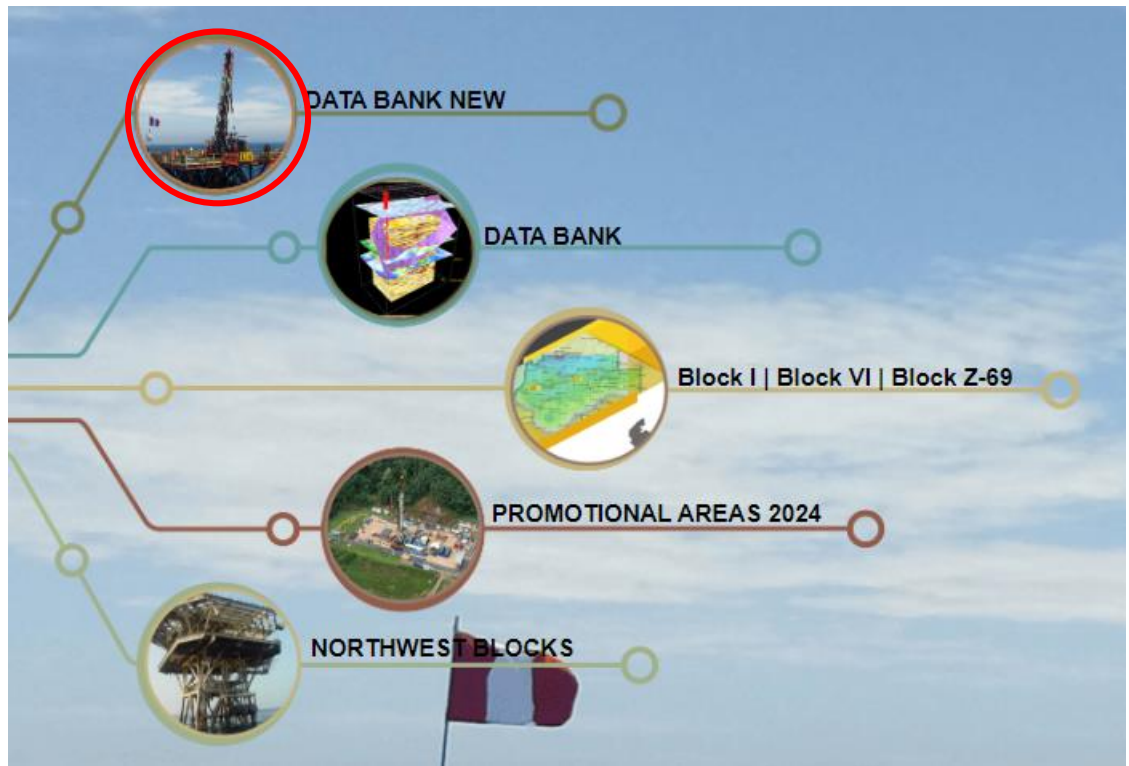 DATA BANK NEW
DATA BANK
Block I | Block VI | Block Z-69
PROMOTIONAL AREAS 2024
NORTHWEST BLOCKS